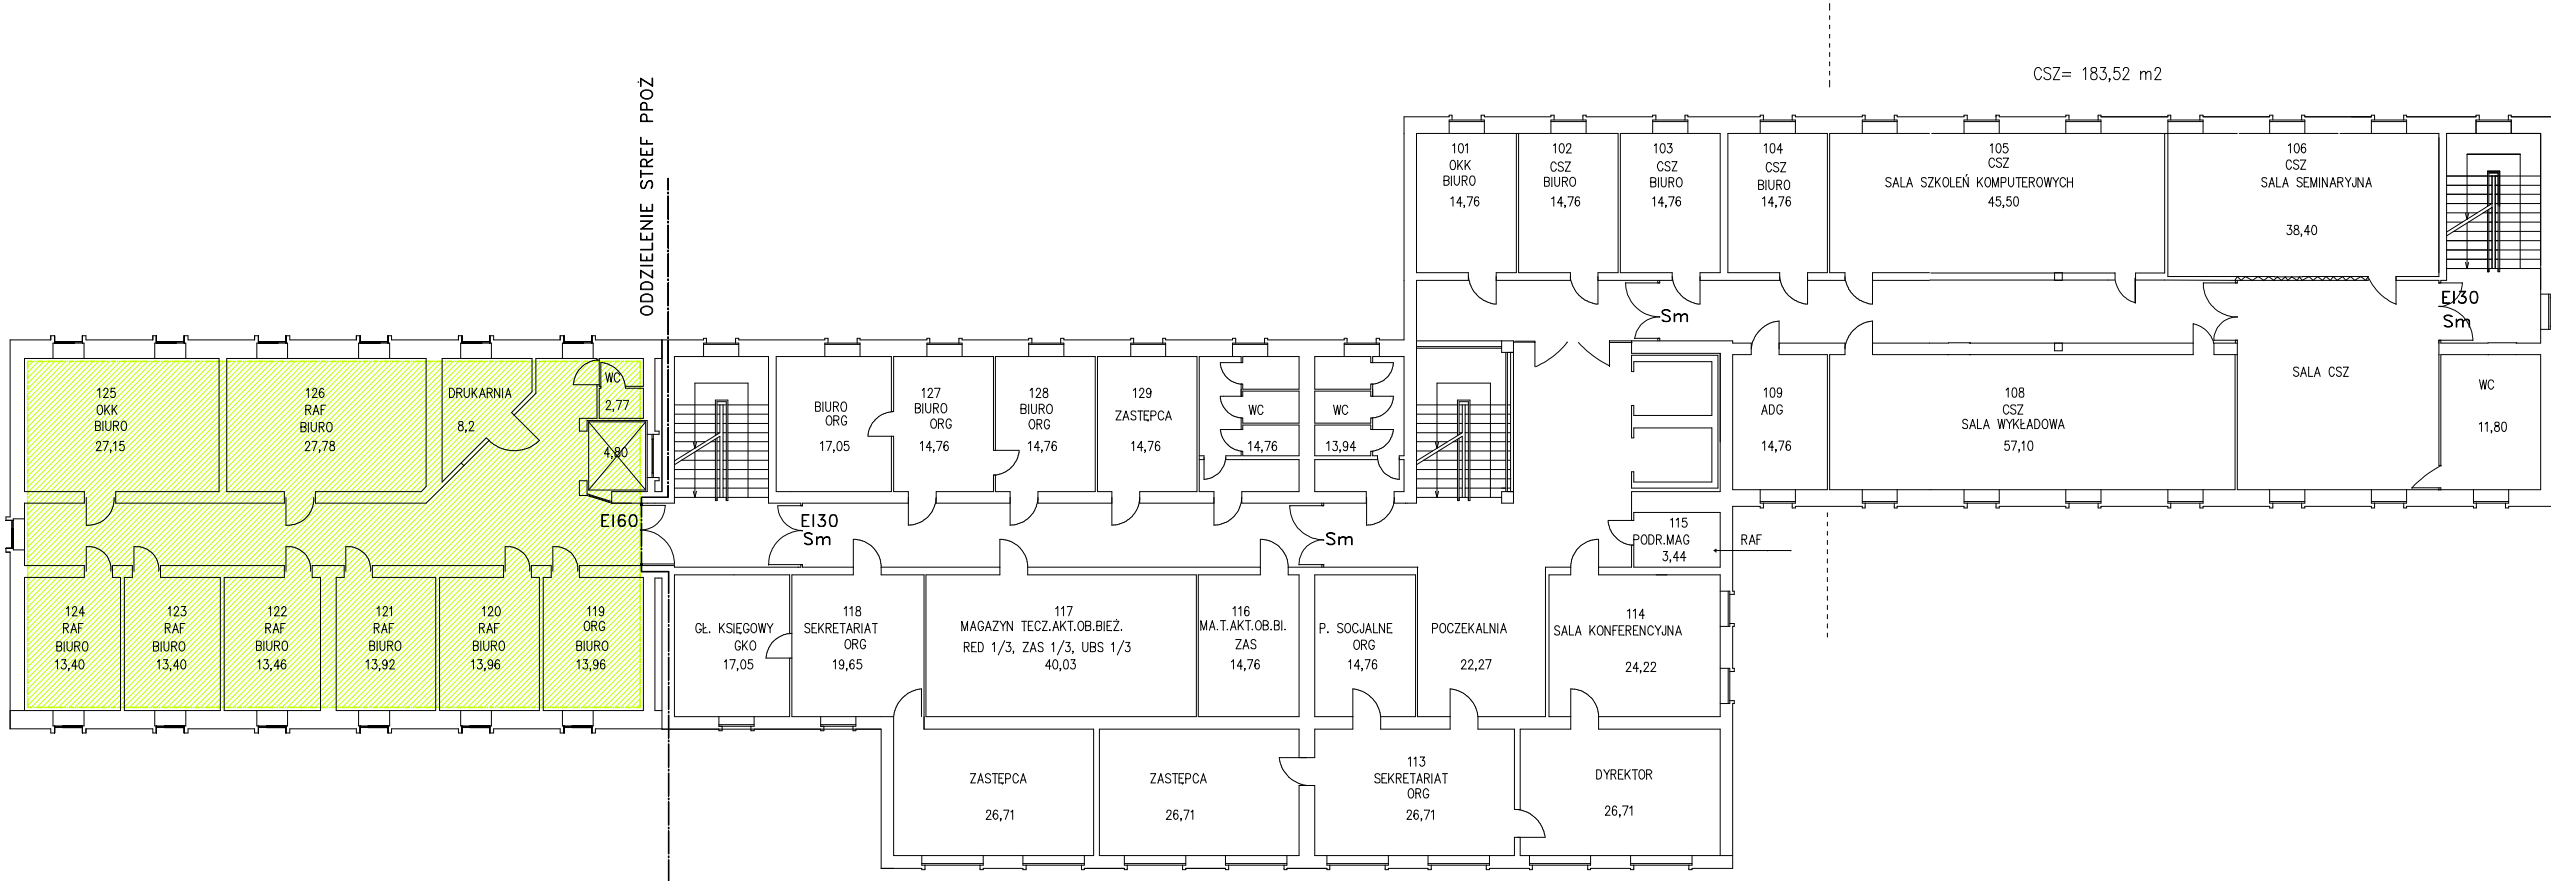 CSZ= 183,52 m2
ODDZIELENIE STREF PPOŻ
101
OKK
BIURO
14,76
102
CSZ
BIURO
14,76
103
CSZ
BIURO
14,76
104
CSZ
BIURO
14,76
105
CSZ
SALA SZKOLEŃ KOMPUTEROWYCH
45,50
106
CSZ
SALA SEMINARYJNA
38,40
EI30
Sm
Sm
125
OKK
BIURO
27,15
126
RAF
BIURO
27,78
DRUKARNIA
8,2
WC
2,77
4,80
BIURO
ORG
17,05
127
BIURO
ORG
14,76
128
BIURO
ORG
14,76
129
ZASTĘPCA
14,76
WC
14,76
WC
13,94
109
ADG
14,76
108
CSZ
SALA WYKŁADOWA
57,10
SALA CSZ
WC
11,80
EI60
EI30
Sm
Sm
115
PODR.MAG
3,44
RAF
124
RAF
BIURO
13,40
123
RAF
BIURO
13,40
122
RAF
BIURO
13,46
121
RAF
BIURO
13,92
120
RAF
BIURO
13,96
119
ORG
BIURO
13,96
GŁ. KSIĘGOWY
GKO
17,05
118
SEKRETARIAT
ORG
19,65
117
MAGAZYN TECZ.AKT.OB.BIEŻ.
RED 1/3, ZAS 1/3, UBS 1/3
40,03
116
MA.T.AKT.OB.BI.
ZAS
14,76
P. SOCJALNE
ORG
14,76
POCZEKALNIA
22,27
114
SALA KONFERENCYJNA
24,22
ZASTĘPCA
26,71
ZASTĘPCA
26,71
113
SEKRETARIAT
ORG
26,71
DYREKTOR
26,71